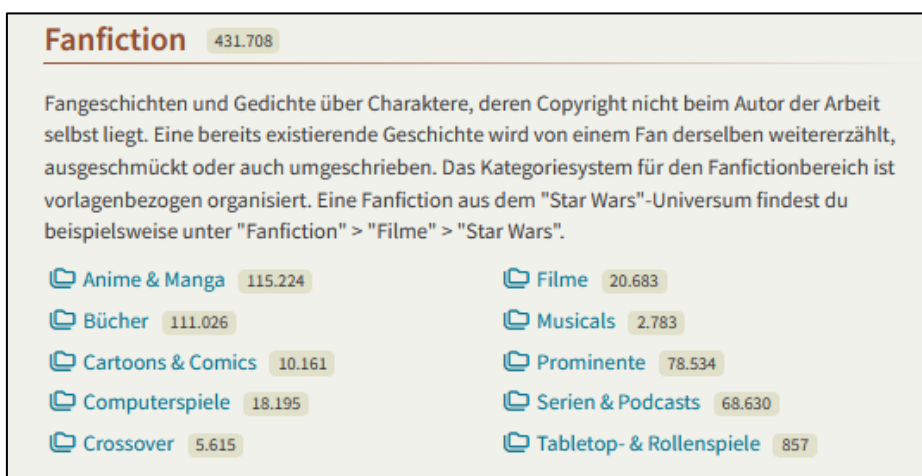 Fanfiction 431.708
Fangeschichten und Gedichte über Charaktere, deren Copyright nicht beim Autor der Arbeit
selbst liegt. Eine bereits existierende Geschichte wird von einem Fan derselben weitererzählt,
ausgeschmückt oder auch umgeschrieben. Das Kategoriesystem für den Fanfictionbereich ist
vorlagenbezogen organisiert. Eine Fanfiction aus dem "Star Wars"-Universum findest du
beispielsweise unter "Fanfiction" > "Filme" > "Star Wars".
Anime & Manga 115.224
Bücher 111.026
Cartoons & Comics 10.161
Computerspiele 18.195
Crossover 5.615
Filme 20.683
Musicals 2.783
Prominente 78.534
Serien & Podcasts 68.630
Tabletop- & Rollenspiele 857